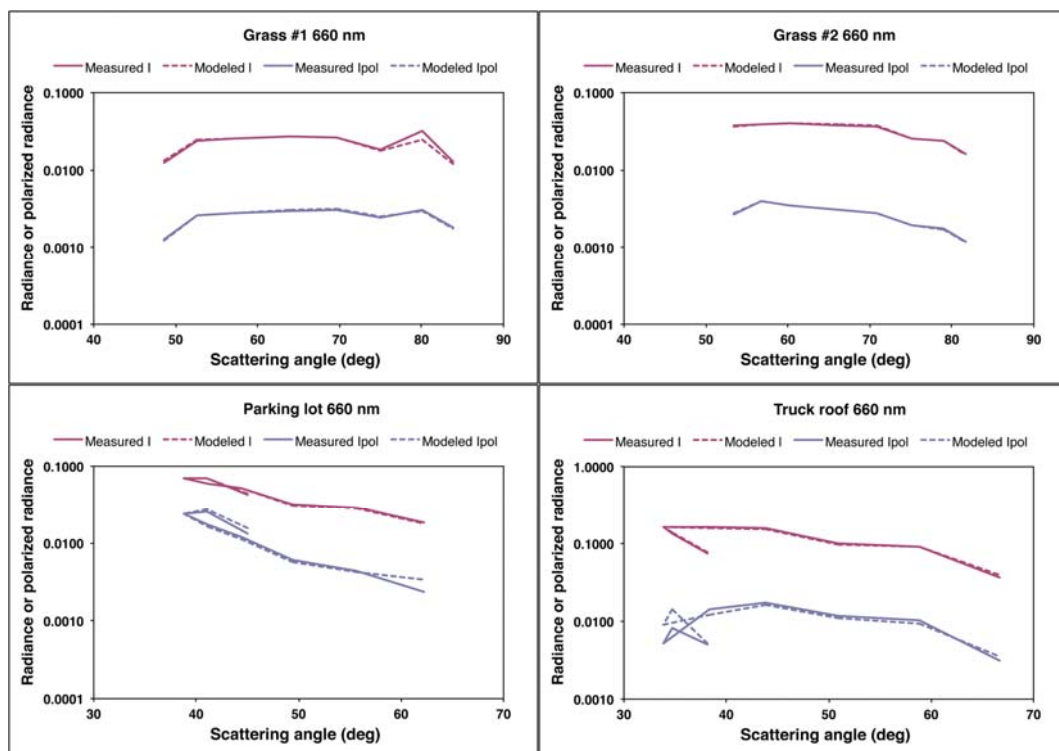 Grass #1 660 nm
Measured I Modeled I Measured Ipol Modeled Ipol
Radiance or polarized radiance
0.1000
0.0100
0.0010
0.0001
40 50 60 70 80 90
Scattering angle (deg)
Grass #2 660 nm
Measured I Modeled I Measured Ipol Modeled Ipol
Radiance or polarized radiance
0.1000
0.0100
0.0010
0.0001
40 50 60 70 80 90
Scattering angle (deg)
Parking lot 660 nm
Measured I Modeled I Measured Ipol Modeled Ipol
Radiance or polarized radiance
0.1000
0.0100
0.0010
0.0001
30 40 50 60 70
Scattering angle (deg)
Truck roof 660 nm
Measured I Modeled I Measured Ipol Modeled Ipol
Radiance or polarized radiance
1.0000
0.1000
0.0100
0.0010
30 40 50 60 70
Scattering angle (deg)